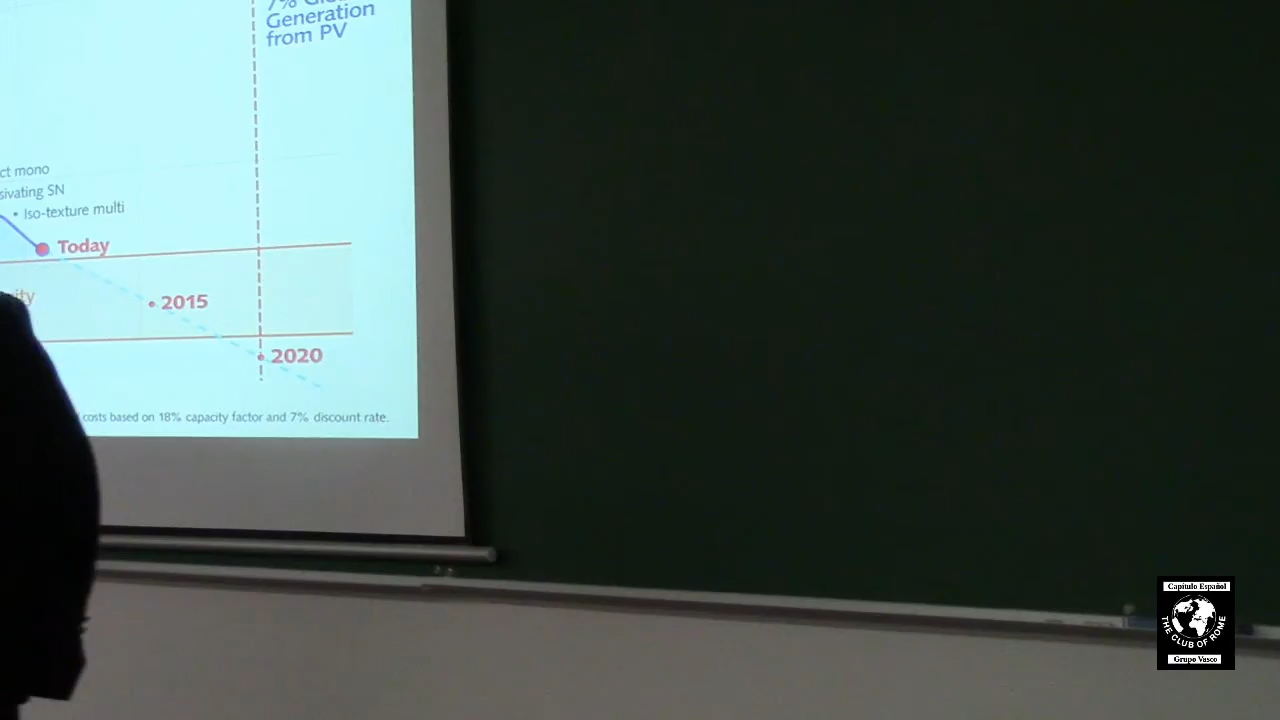 7%
Generation
from PV
ct mono
sivating SN
• Iso-texture multi
Today
ity
• 2015
2020
costs based on 18% capacity factor and 7% discount rate.
Capítulo Español
THE CLUB OF ROME
Grupo Vasco